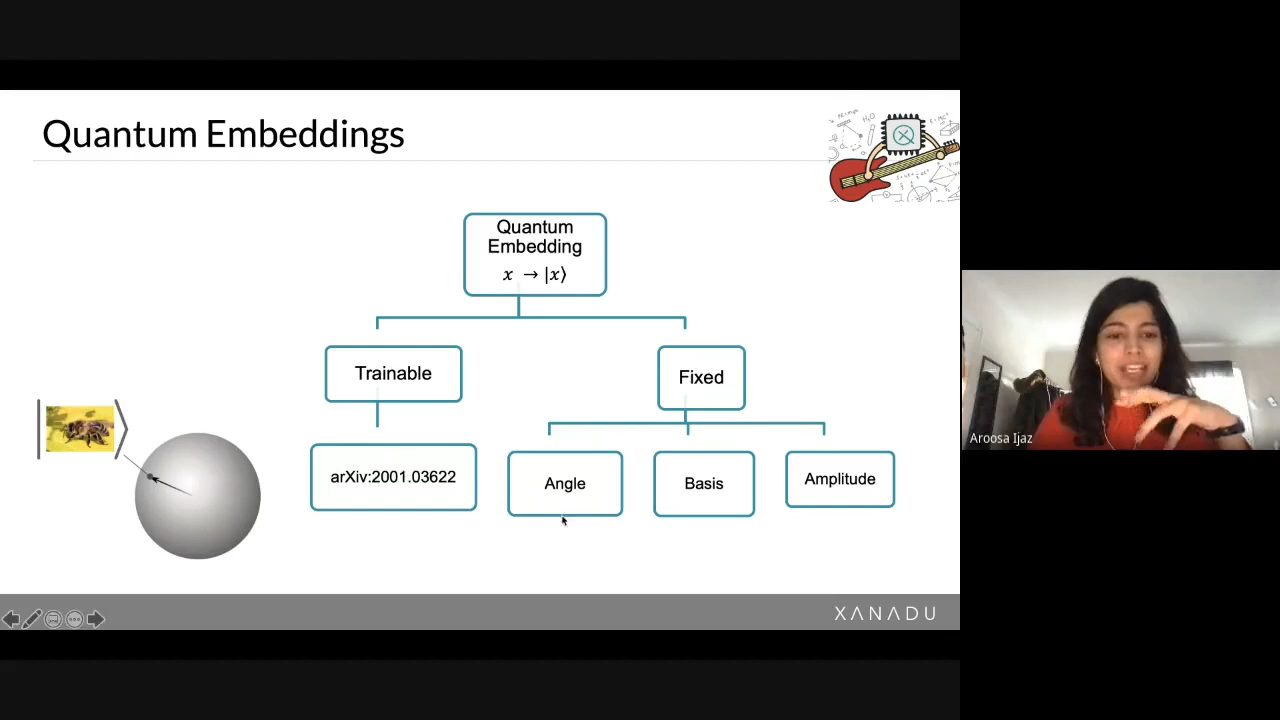 Quantum Embeddings
Quantum
Embedding
x → |x⟩
Trainable
Fixed
arXiv:2001.03622
Angle
Basis
Amplitude
XANADU
Aroosa Ijaz